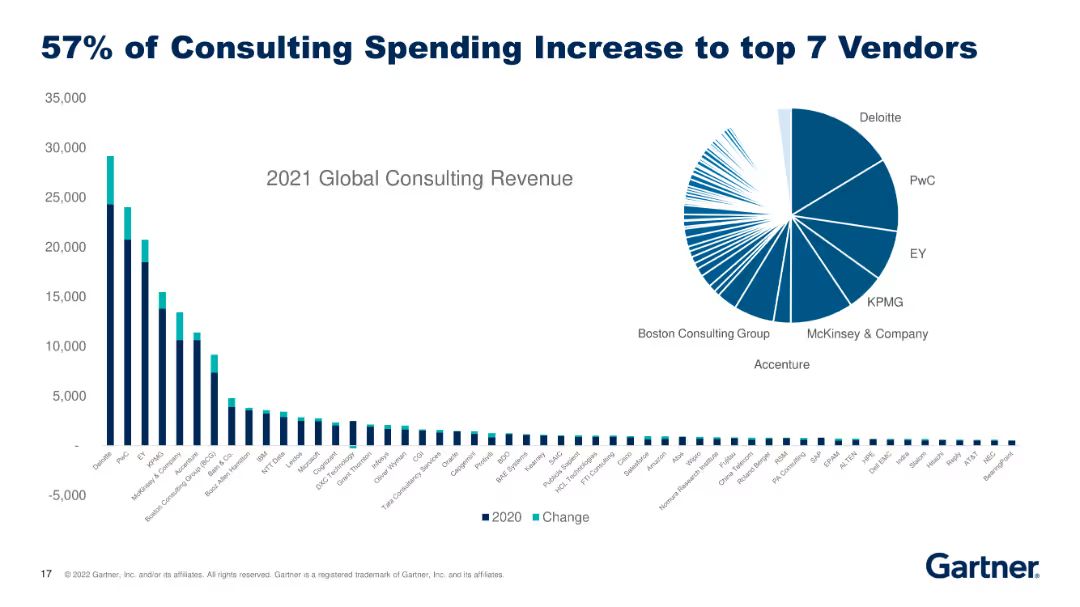 57% of Consulting Spending Increase to top 7 Vendors
35,000
30,000
25,000
20,000
15,000
10,000
5,000
-
-5,000
2021 Global Consulting Revenue
Deloitte
PwC
EY
KPMG
McKinsey & Company
Accenture
Boston Consulting Group
Deloitte
PwC
EY
KPMG
McKinsey & Company
Accenture
Boston Consulting Group (BCG)
Bain & Co.
Booz Allen Hamilton
IBM
NTT Data
Leidos
Microsoft
Cognizant
DXC Technology
Grant Thornton
Infosys
Oliver Wyman
CGI
Tata Consultancy Services
Oracle
Capgemini
Protiviti
BDO
BAE Systems
Kearney
SAIC
Publicis Sapient
HCL Technologies
FTI Consulting
Cisco
Salesforce
Amazon
Atos
Wipro
Nomura Research Institute
Fujitsu
China Telecom
Roland Berger
RSM
PA Consulting
SAP
EPAM
ALTEN
HPE
Dell EMC
Indra
Slalom
Hitachi
Reply
AT&T
NEC
BearingPoint
2020
Change
17
© 2022 Gartner, Inc. and/or its affiliates. All rights reserved. Gartner is a registered trademark of Gartner, Inc. and its affiliates.
Gartner®